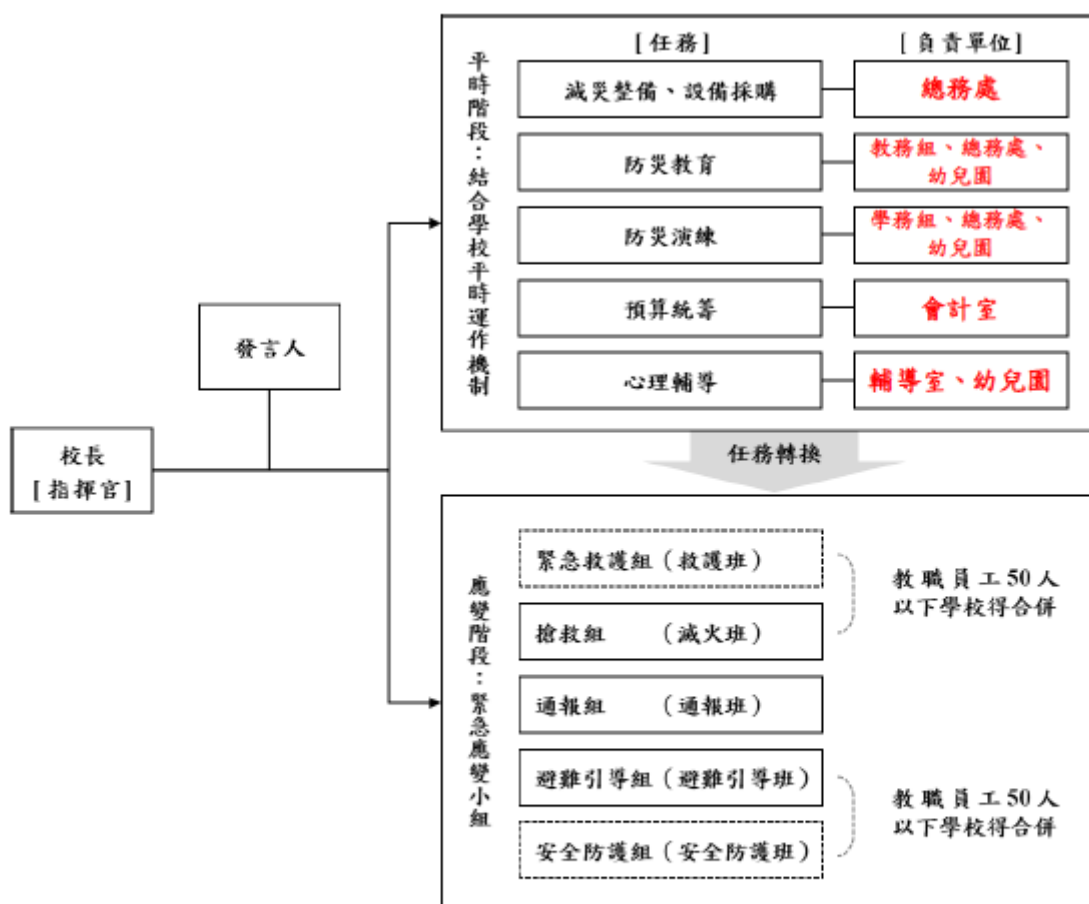 平時階段：結合學校平時運作機制
[任務]
[負責單位]
減災整備、設備採購
總務處
防災教育
教務組、總務處、
幼兒園
防災演練
學務組、總務處、
幼兒園
預算統籌
會計室
心理輔導
輔導室、幼兒園
發言人
校長
[指揮官]
任務轉換
應變階段：緊急應變小組
緊急救護組（救護班）
搶救組　　（滅火班）
教職員工50人
以下學校得合併
通報組　　（通報班）
避難引導組（避難引導班）
安全防護組（安全防護班）
教職員工50人
以下學校得合併